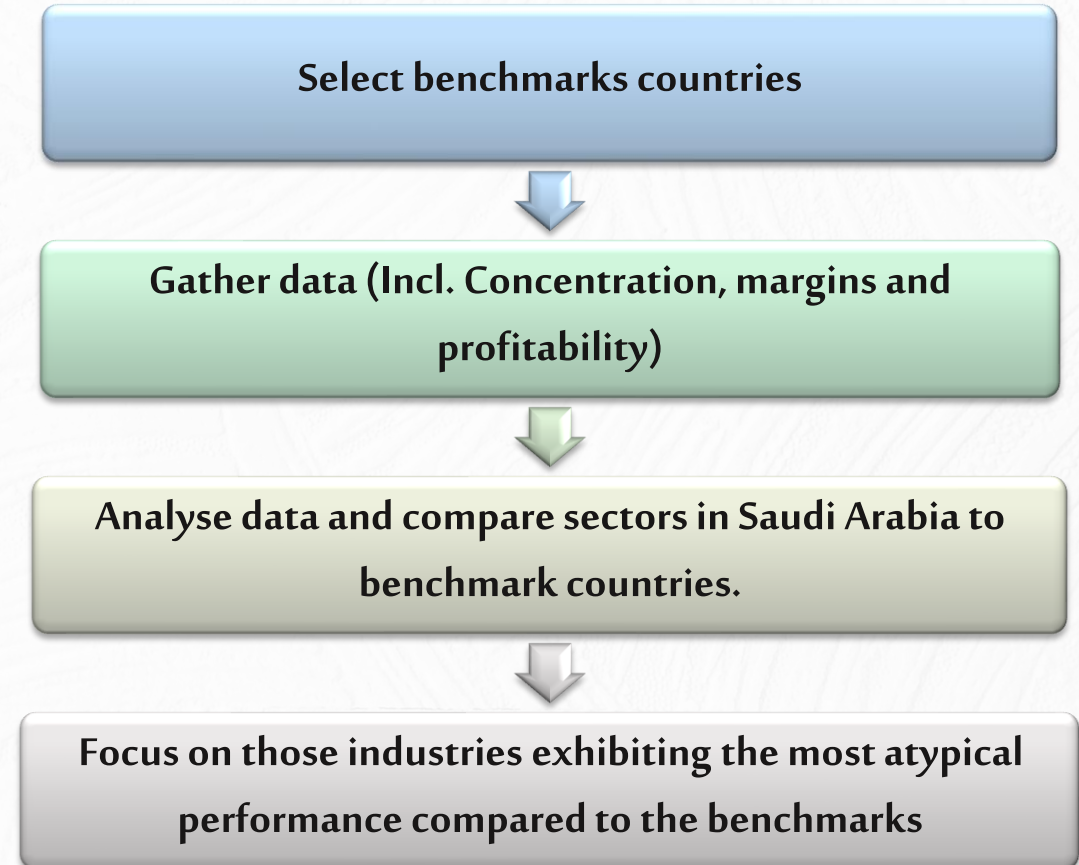 Select benchmarks countries
Gather data (Incl. Concentration, margins and
profitability)
Analyse data and compare sectors in Saudi Arabia to
benchmark countries.
Focus on those industries exhibiting the most atypical
performance compared to the benchmarks